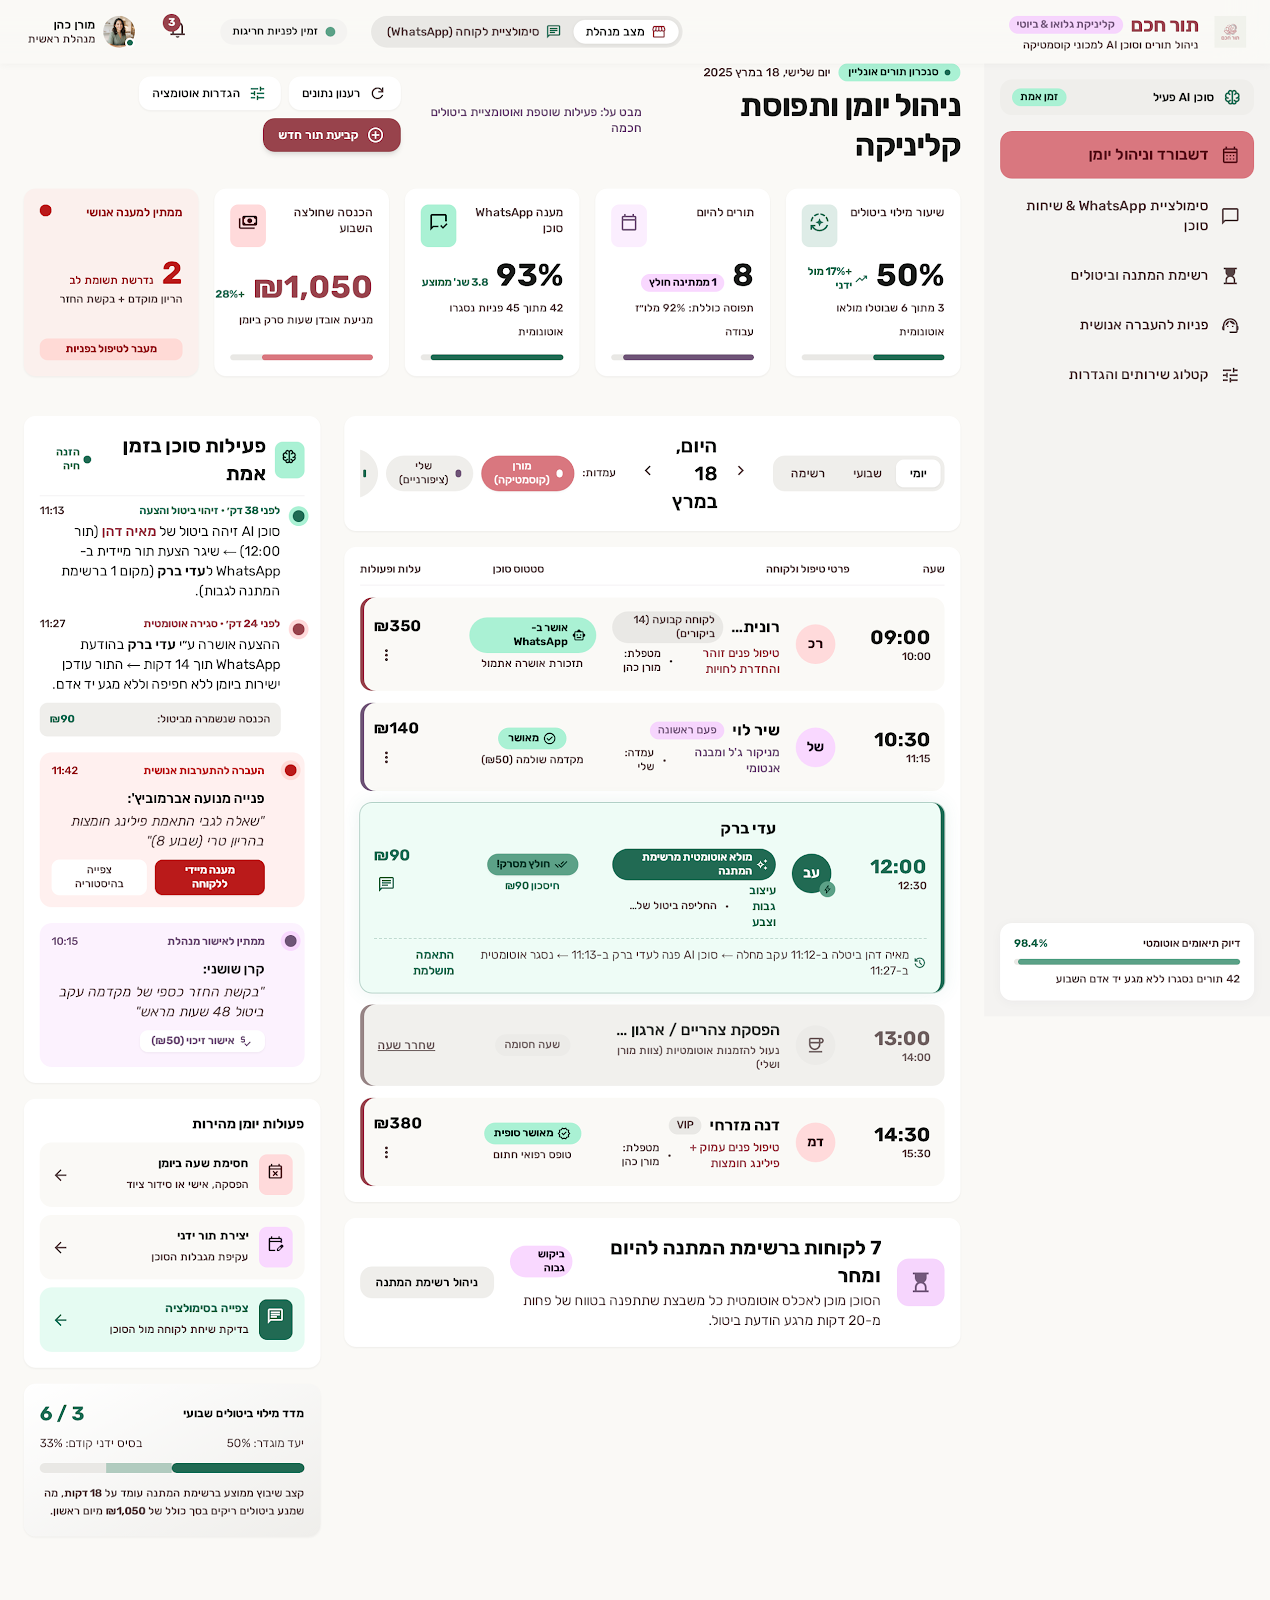 תור חכם
קליניקת גלואו & ביוטי
ניהול תורים וסוכן AI למכוני קוסמטיקה
מצב מנהלת
סימולציית לקוחה (WhatsApp)
זמין לפניות חריגות
3
מורן כהן
מנהלת ראשית
סוכן AI פעיל
זמן אמת
דשבורד וניהול יומן
סימולציית WhatsApp & שיחות
סוכן
רשימת המתנה וביטולים
פניות להעברה אנושית
קטלוג שירותים והגדרות
דיוק תיאומים אוטומטי
98.4%
42 תורים נסגרו ללא מגע יד אדם השבוע
סנכרון תורים אונליין
יום שלישי, 18 במרץ 2025
ניהול יומן ותפוסת
קליניקה
מבט על: פעילות שוטפת ואוטומציית ביטולים
חכמה
רענון נתונים
הגדרות אוטומציה
קביעת תור חדש
שיעור מילוי ביטולים
50%
+17% מול
ידני
3 מתוך 6 שבוטלו מולאו
אוטונומית
תורים להיום
8
1 ממתינה חולץ
תפוסה כוללת: 92% מלו״ז
עבודה
מענה WhatsApp
סוכן
93%
3.8 שנ' ממוצע
42 מתוך 45 פניות נסגרו
אוטונומית
הכנסה שחולצה
השבוע
₪1,050
+28%
מניעת אובדן שעות סרק ביומן
ממתין למענה אנושי
2
נדרשת תשומת לב
הריון מוקדם + בקשת החזר
מעבר לטיפול בפניות
יומי
שבועי
רשימה
היום,
18
במרץ
עמדות:
מורן
(קוסמטיקה)
שלי
(ציפורניים)
שעה
פרטי טיפול ולקוחה
סטטוס סוכן
עלות ופעולות
09:00
10:00
רכ
רונית...
לקוחה קבועה (14
ביקורים)
טיפול פנים זוהר
והחדרת לחויות
•
מטפלת:
מורן כהן
אושר ב-
WhatsApp
תזכורת אושרה אתמול
₪350
10:30
11:15
של
שיר לוי
פעם ראשונה
מניקור ג'ל ומבנה
אנטומי
•
עמדה:
שלי
מאושר
מקדמה שולמה (₪50)
₪140
12:00
12:30
עב
עדי ברק
מולא אוטומטית מרשימת
המתנה
עיצוב
גבות
וצבע
•
החליפה ביטול של...
חולץ מסרק!
חיסכון ₪90
₪90
מאיה דהן ביטלה ב-11:12 עקב מחלה ← סוכן AI פנה לעדי ברק ב-11:13 ← נסגר אוטומטית
ב-11:27
התאמה
מושלמת
13:00
14:00
הפסקת צהריים / ארגון ...
נעול להזמנות אוטומטיות (צוות מורן
ושלי)
שעה חסומה
שחרר שעה
14:30
15:30
דמ
דנה מזרחי
VIP
טיפול פנים עמוק +
פילינג חומצות
•
מטפלת:
מורן כהן
מאושר סופית
טופס רפואי חתום
₪380
7 לקוחות ברשימת המתנה להיום
ומחר
ביקוש
גבוה
הסוכן מוכן לאכלס אוטומטית כל משבצת שתתפנה בטווח של פחות
מ-20 דקות מרגע הודעת ביטול.
ניהול רשימת המתנה
פעילות סוכן בזמן
אמת
הזנה
חיה
לפני 38 דק׳ • זיהוי ביטול והצעה
11:13
סוכן AI זיהה ביטול של מאיה דהן (תור
12:00) ← שיגר הצעת תור מיידית ב-
WhatsApp לעדי ברק (מקום 1 ברשימת
המתנה לגבות).
לפני 24 דק׳ • סגירה אוטומטית
11:27
ההצעה אושרה ע״י עדי ברק בהודעת
WhatsApp תוך 14 דקות ← התור עודכן
ישירות ביומן ללא חפיפה וללא מגע יד אדם.
הכנסה שנשמרה מביטול:
₪90
העברה להתערבות אנושית
11:42
פנייה מנועה אברמוביץ':
"שאלה לגבי התאמת פילינג חומצות
בהריון טרי (שבוע 8)"
מענה מיידי
ללקוחה
צפייה
בהיסטוריה
ממתין לאישור מנהלת
10:15
קרן שושני:
"בקשת החזר כספי של מקדמה עקב
ביטול 48 שעות מראש"
אישור זיכוי (₪50)
פעולות יומן מהירות
חסימת שעה ביומן
הפסקה, אישי או סידור ציוד
יצירת תור ידני
עקיפת מגבלות הסוכן
צפייה בסימולציה
בדיקת שיחת לקוחה מול הסוכן
מדד מילוי ביטולים שבועי
3 / 6
יעד מוגדר: 50%
בסיס ידני קודם: 33%
קצב שיבוץ ממוצע ברשימת המתנה עומד על 18 דקות, מה
שמנע ביטולים ריקים בסך כולל של ₪1,050 מיום ראשון.